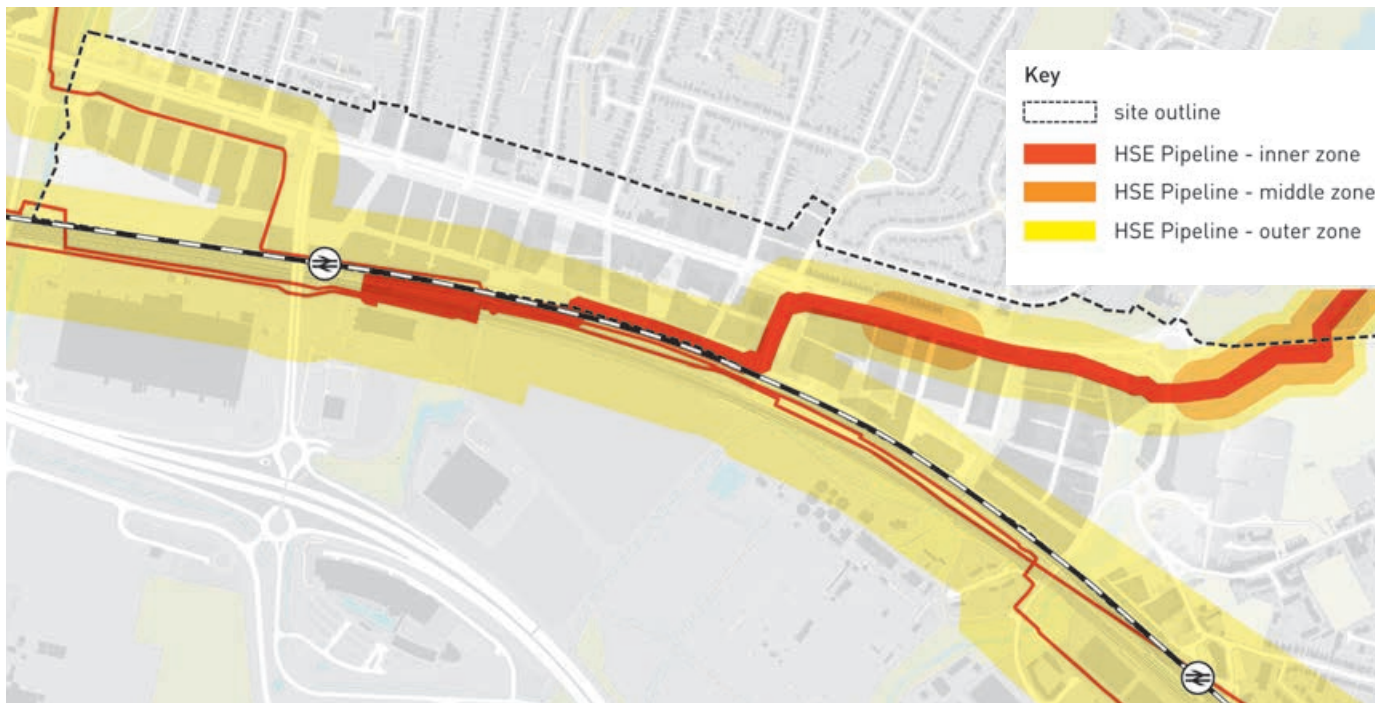 Key
site outline
HSE Pipeline - inner zone
HSE Pipeline - middle zone
HSE Pipeline - outer zone